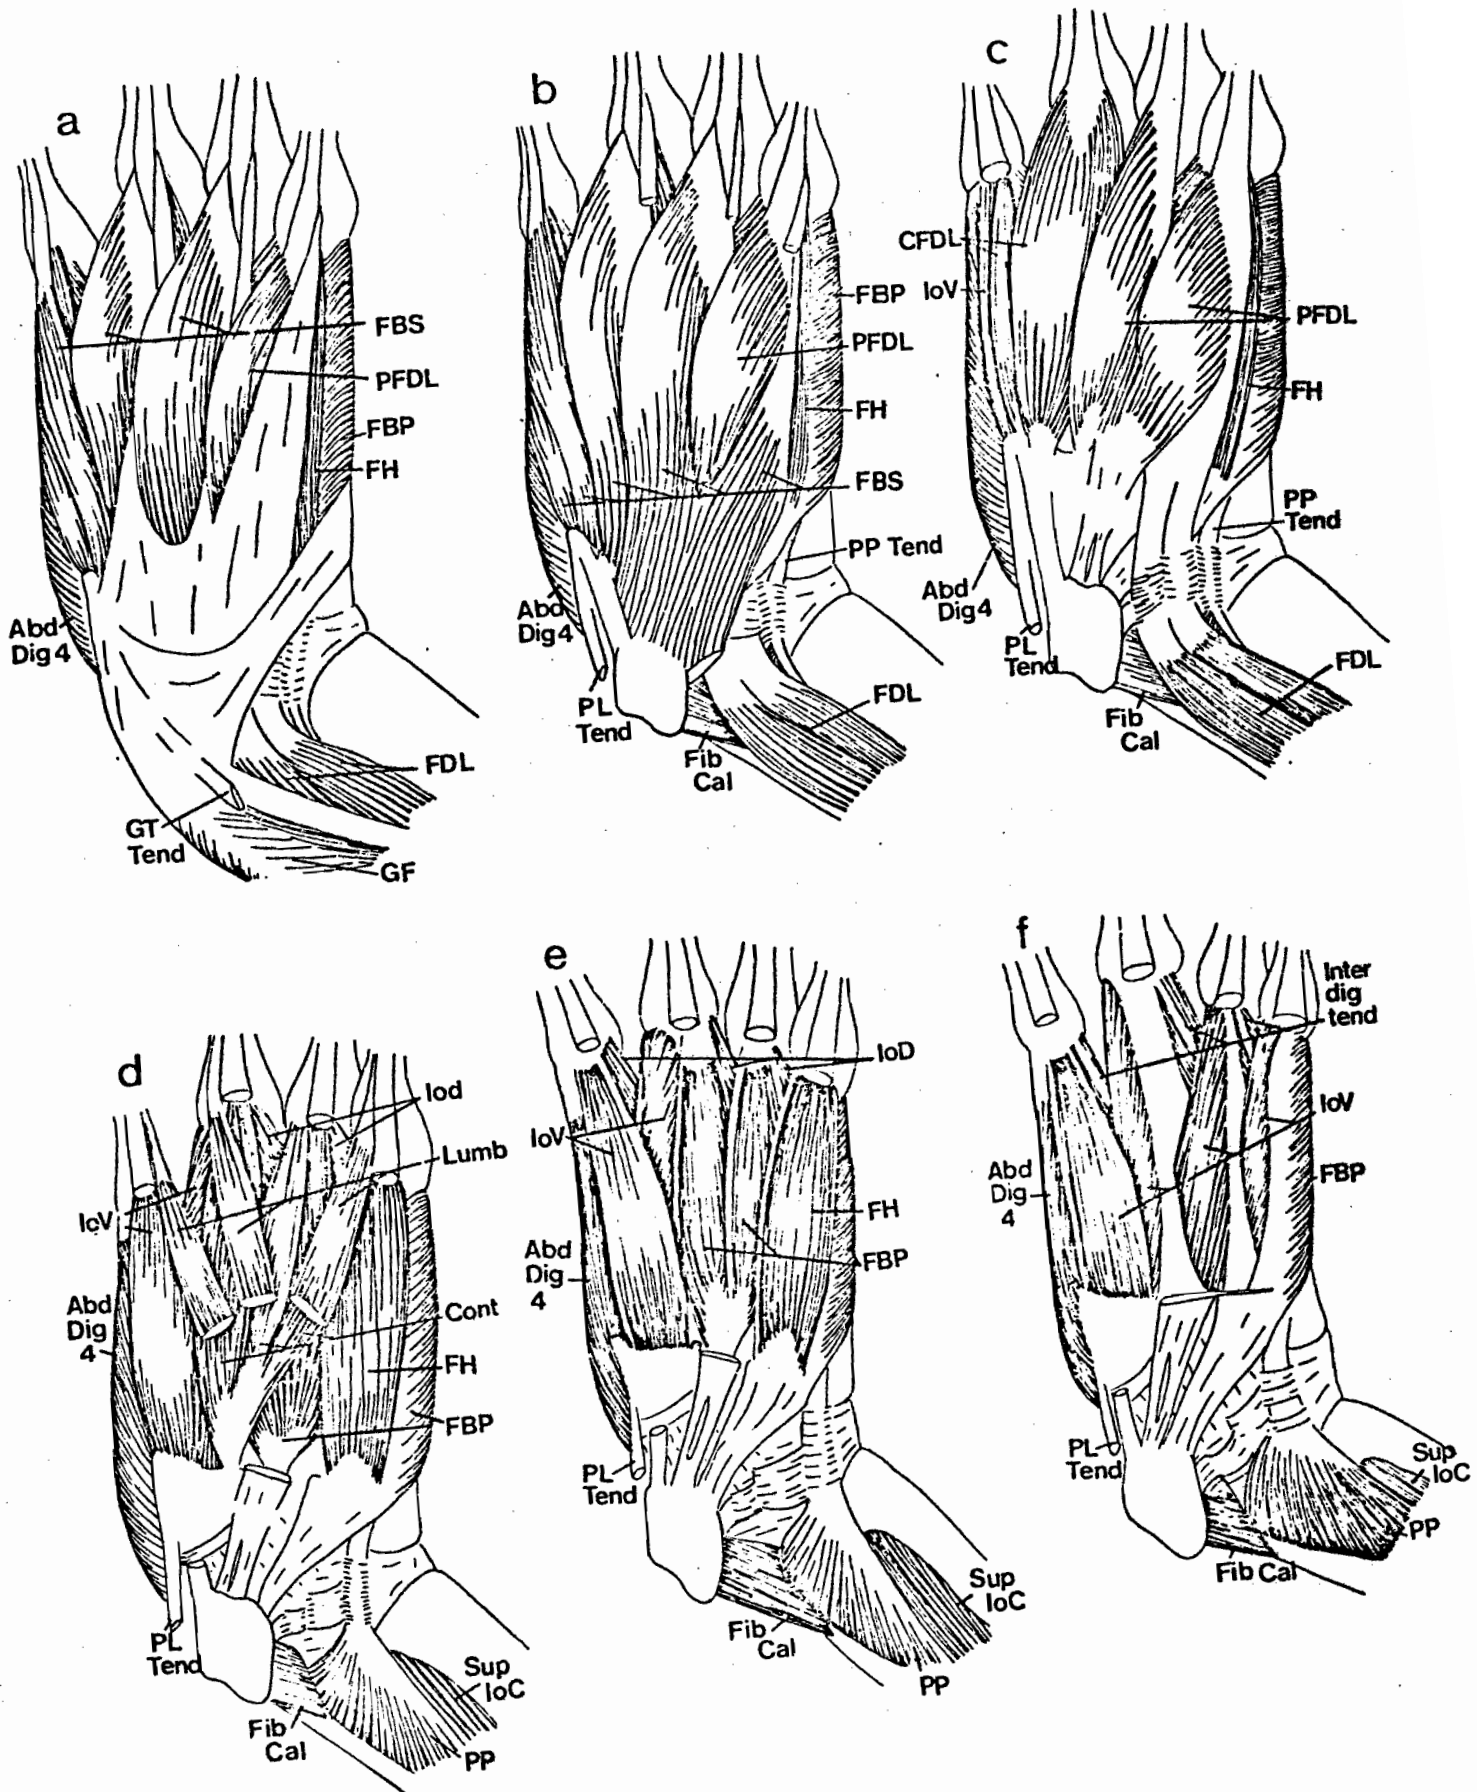 a
FBS
PFDL
FBP
FH
Abd
Dig 4
FDL
GT
Tend
GF
b
FBP
PFDL
FH
FBS
PP Tend
Abd
Dig 4
PL
Tend
FDL
Fib
Cal
c
CFDL
IoV
PFDL
FH
PP
Tend
Abd
Dig 4
PL
Tend
FDL
Fib
Cal
d
Iod
Lumb
IoV
Abd
Dig
4
Cont
FH
FBP
PL
Tend
Sup
IoC
Fib
Cal
PP
e
IoD
IoV
FH
Abd
Dig
4
FBP
PL
Tend
Sup
IoC
Fib
Cal
PP
f
Inter
dig
tend
IoV
Abd
Dig
4
FBP
PL
Tend
Sup
IoC
PP
Fib Cal